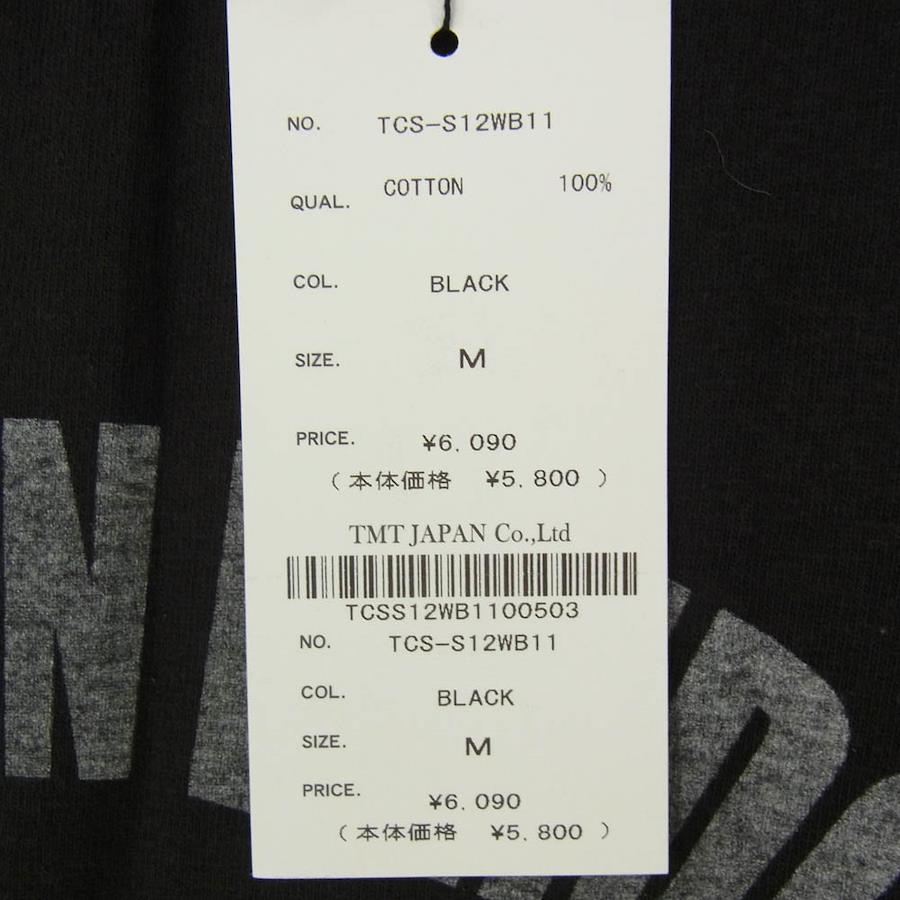 NO. TCS-S12WB11
QUAL. COTTON 100%
COL. BLACK
SIZE. M
PRICE. ¥6,090
(本体価格 ¥5,800)
TMT JAPAN Co.,Ltd
TCSS12WB1100503
NO. TCS-S12WB11
COL. BLACK
SIZE. M
PRICE. ¥6,090
(本体価格 ¥5,800)